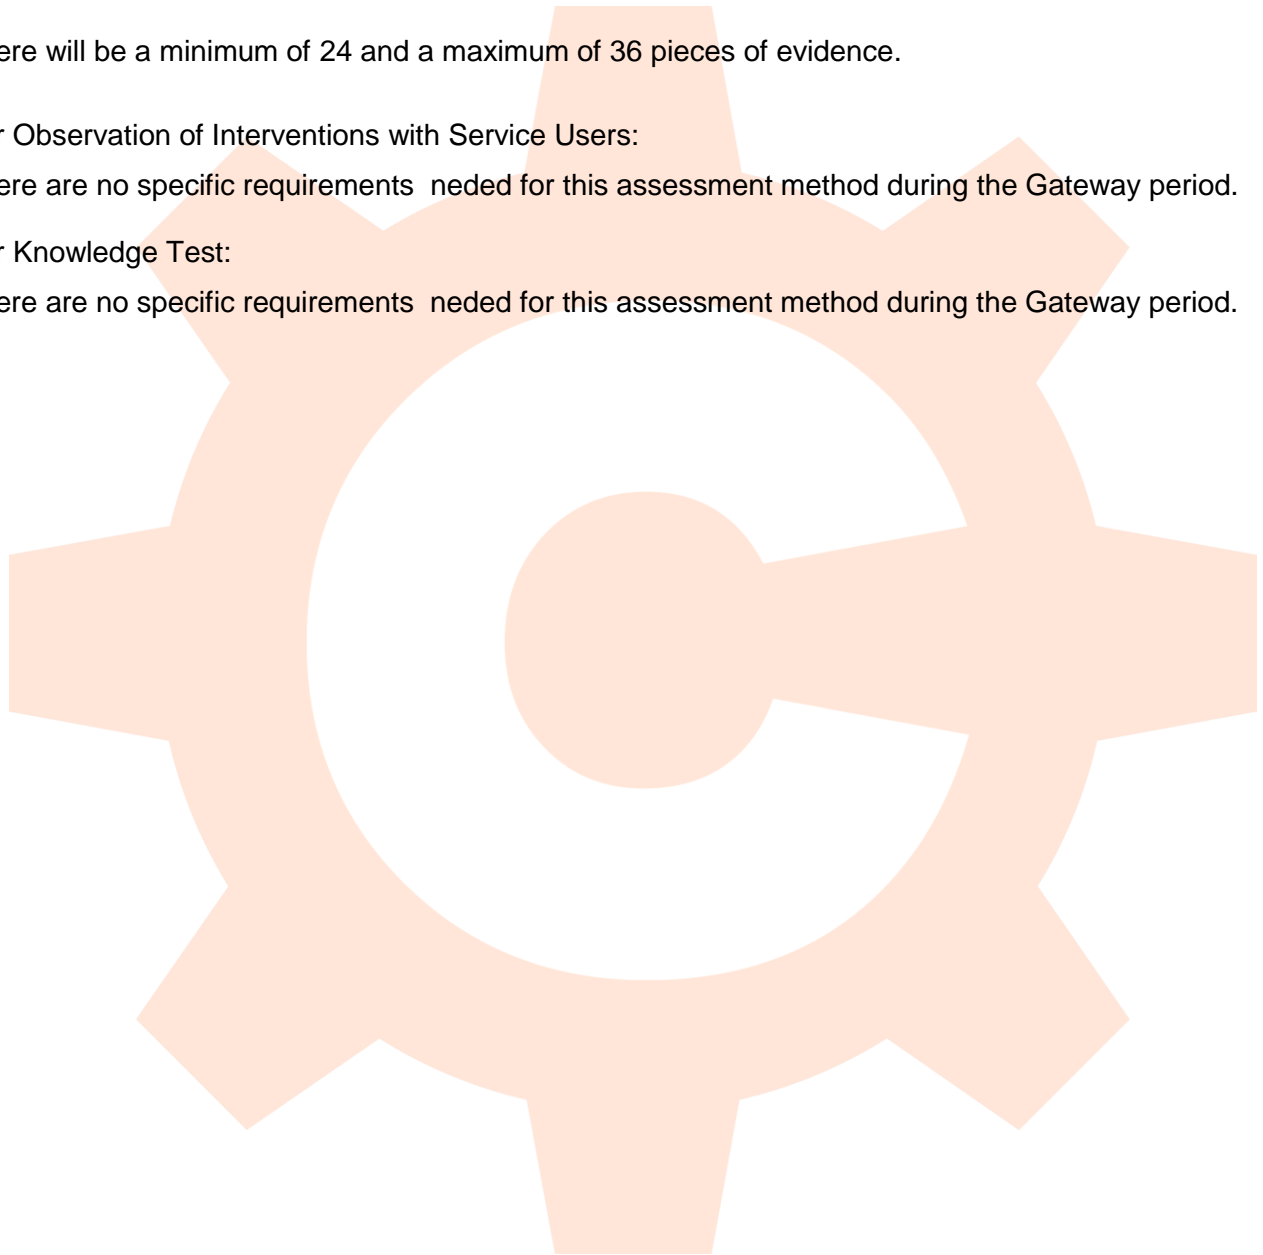 ere will be a minimum of 24 and a maximum of 36 pieces of evidence.
r Observation of Interventions with Service Users:
ere are no specific requirements  neded for this assessment method during the Gateway period.
r Knowledge Test:
ere are no specific requirements  neded for this assessment method during the Gateway period.